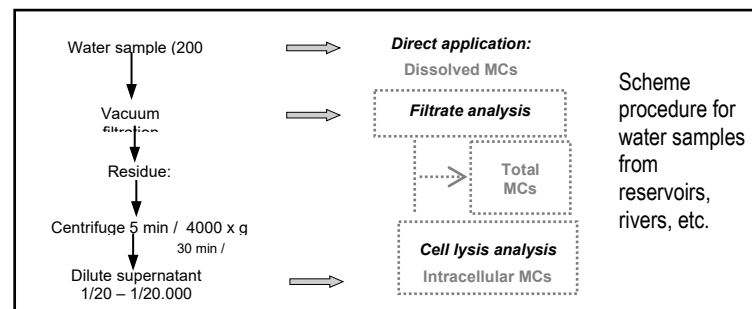 Water sample (200
Vacuum
filtration
Residue:
Centrifuge 5 min / 4000 x g
30 min /
Dilute supernatant
1/20 – 1/20.000
Direct application:
Dissolved MCs
Filtrate analysis
Total
MCs
Cell lysis analysis
Intracellular MCs
Scheme
procedure for
water samples
from
reservoirs,
rivers, etc.